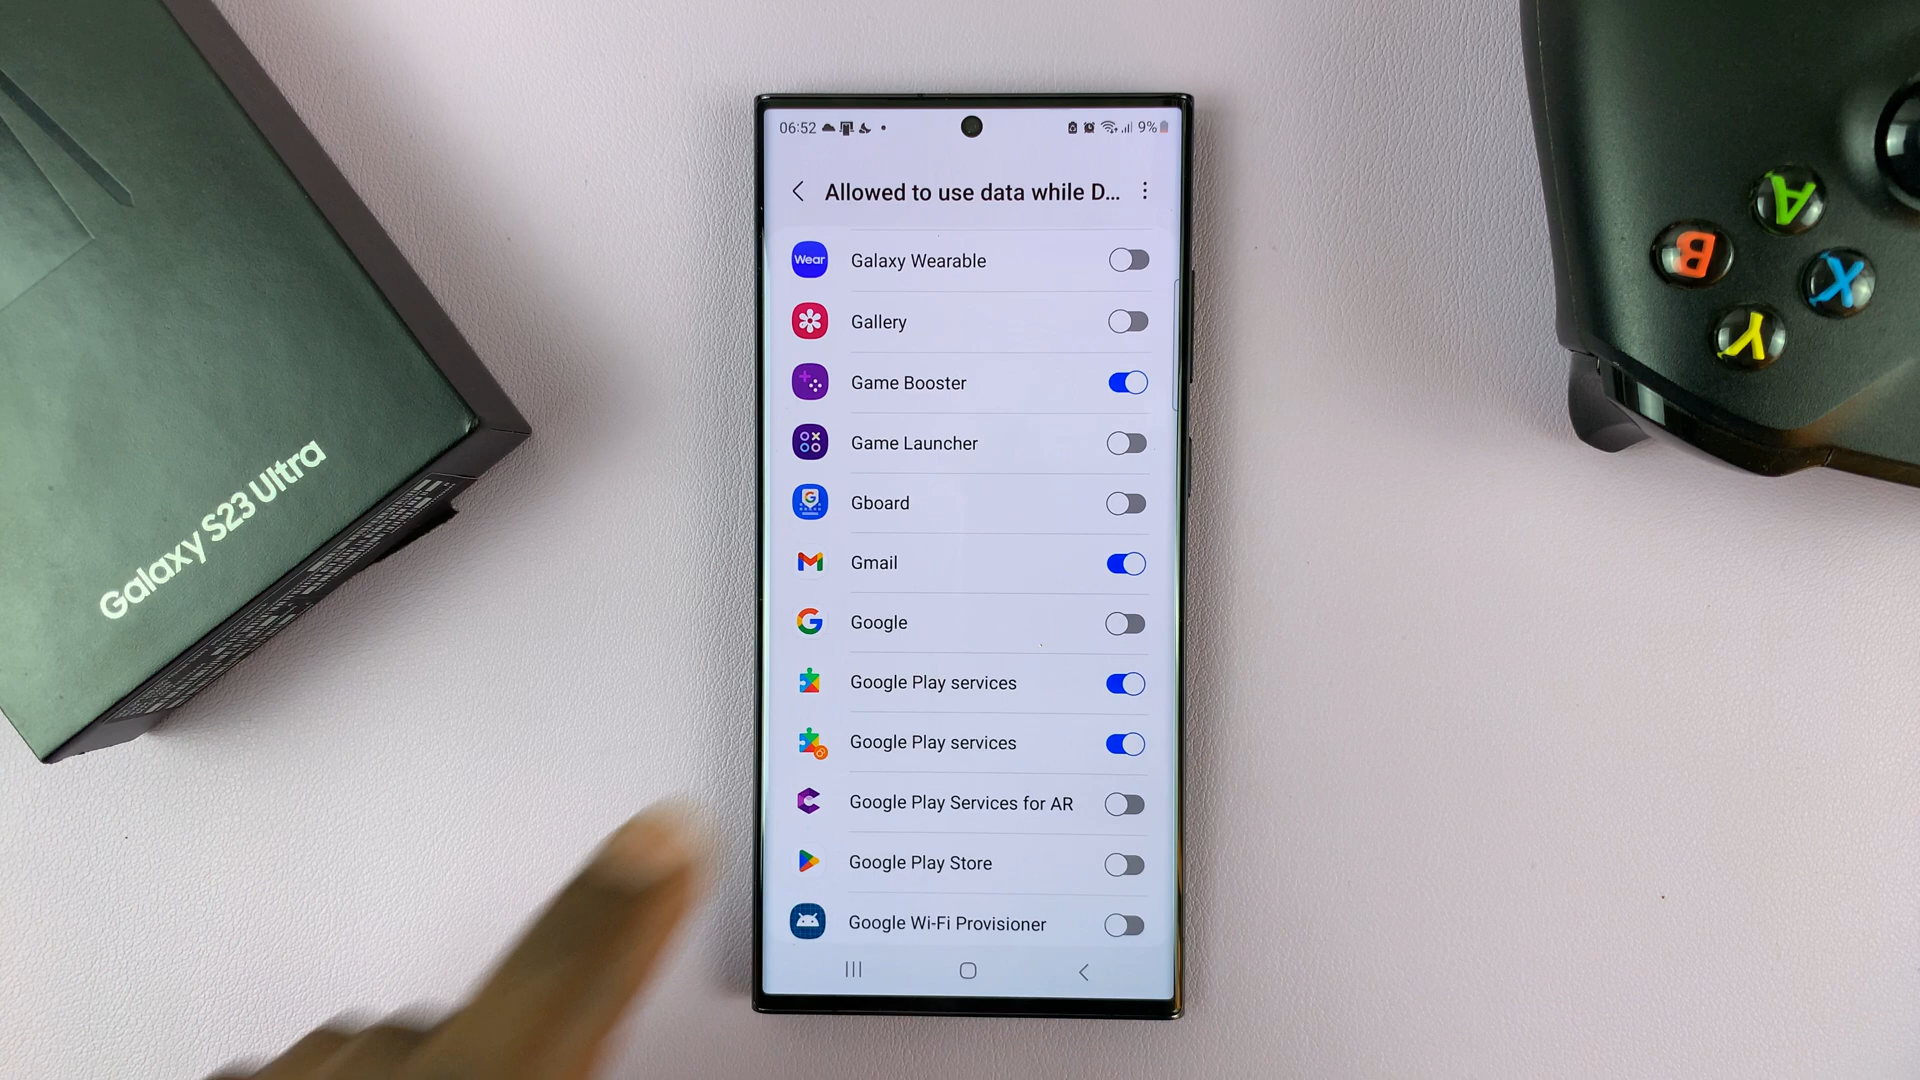 Galaxy S23 Ultra
06:52
9%
Allowed to use data while D...
Wear
Galaxy Wearable
Gallery
Game Booster
Game Launcher
G
Gboard
Gmail
Google
Google Play services
Google Play services
Google Play Services for AR
Google Play Store
Google Wi-Fi Provisioner
A
B
X
Y